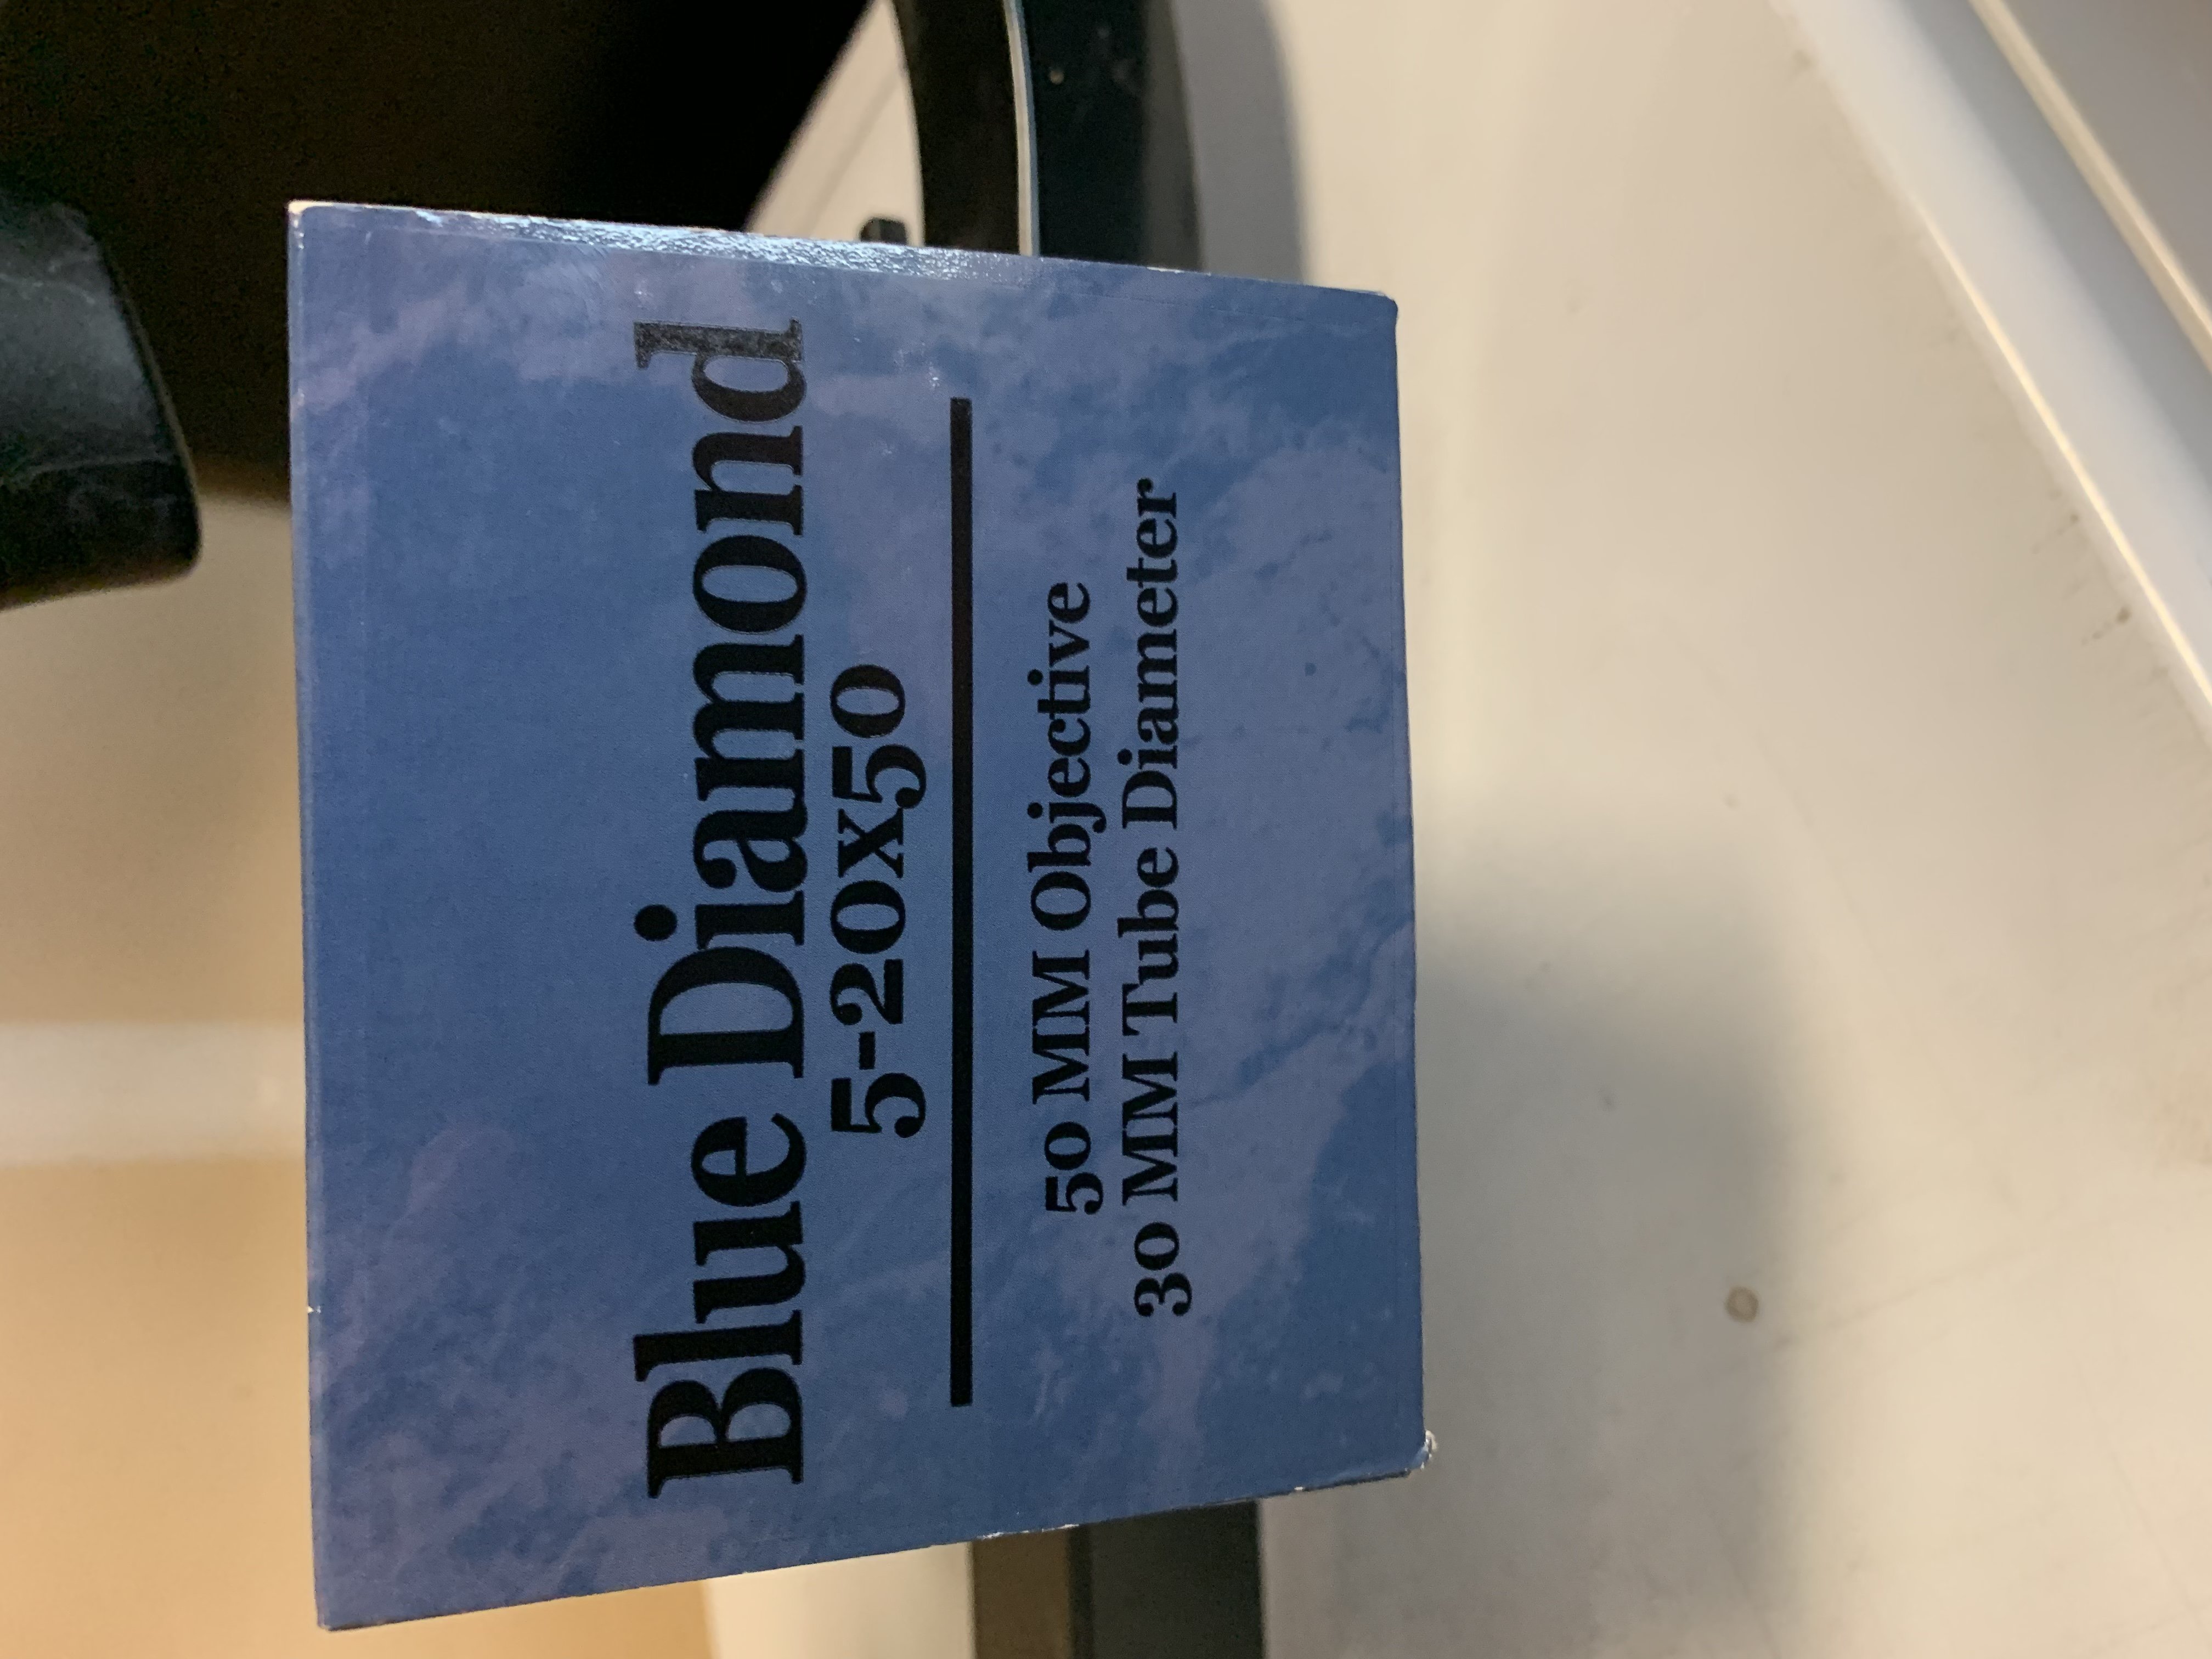 Blue Diamond
5-20x50
50 MM Objective
30 MM Tube Diameter